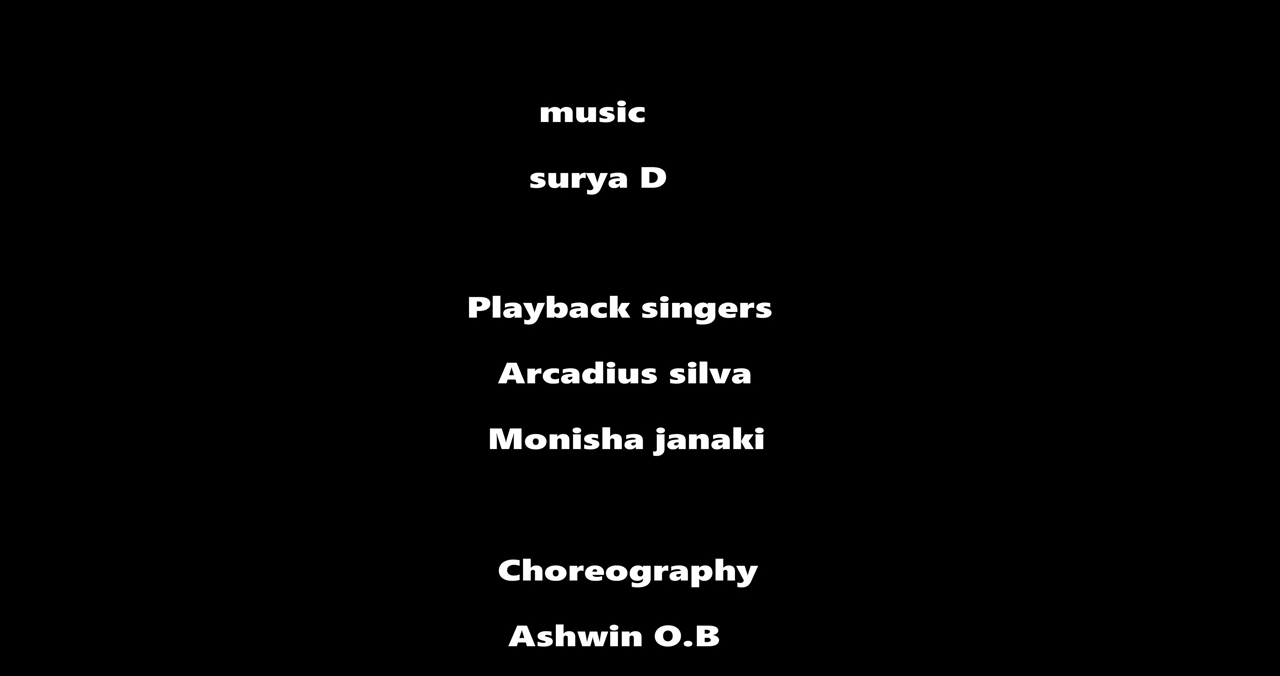 music
surya D
Playback singers
Arcadius silva
Monisha janaki
Choreography
Ashwin O.B